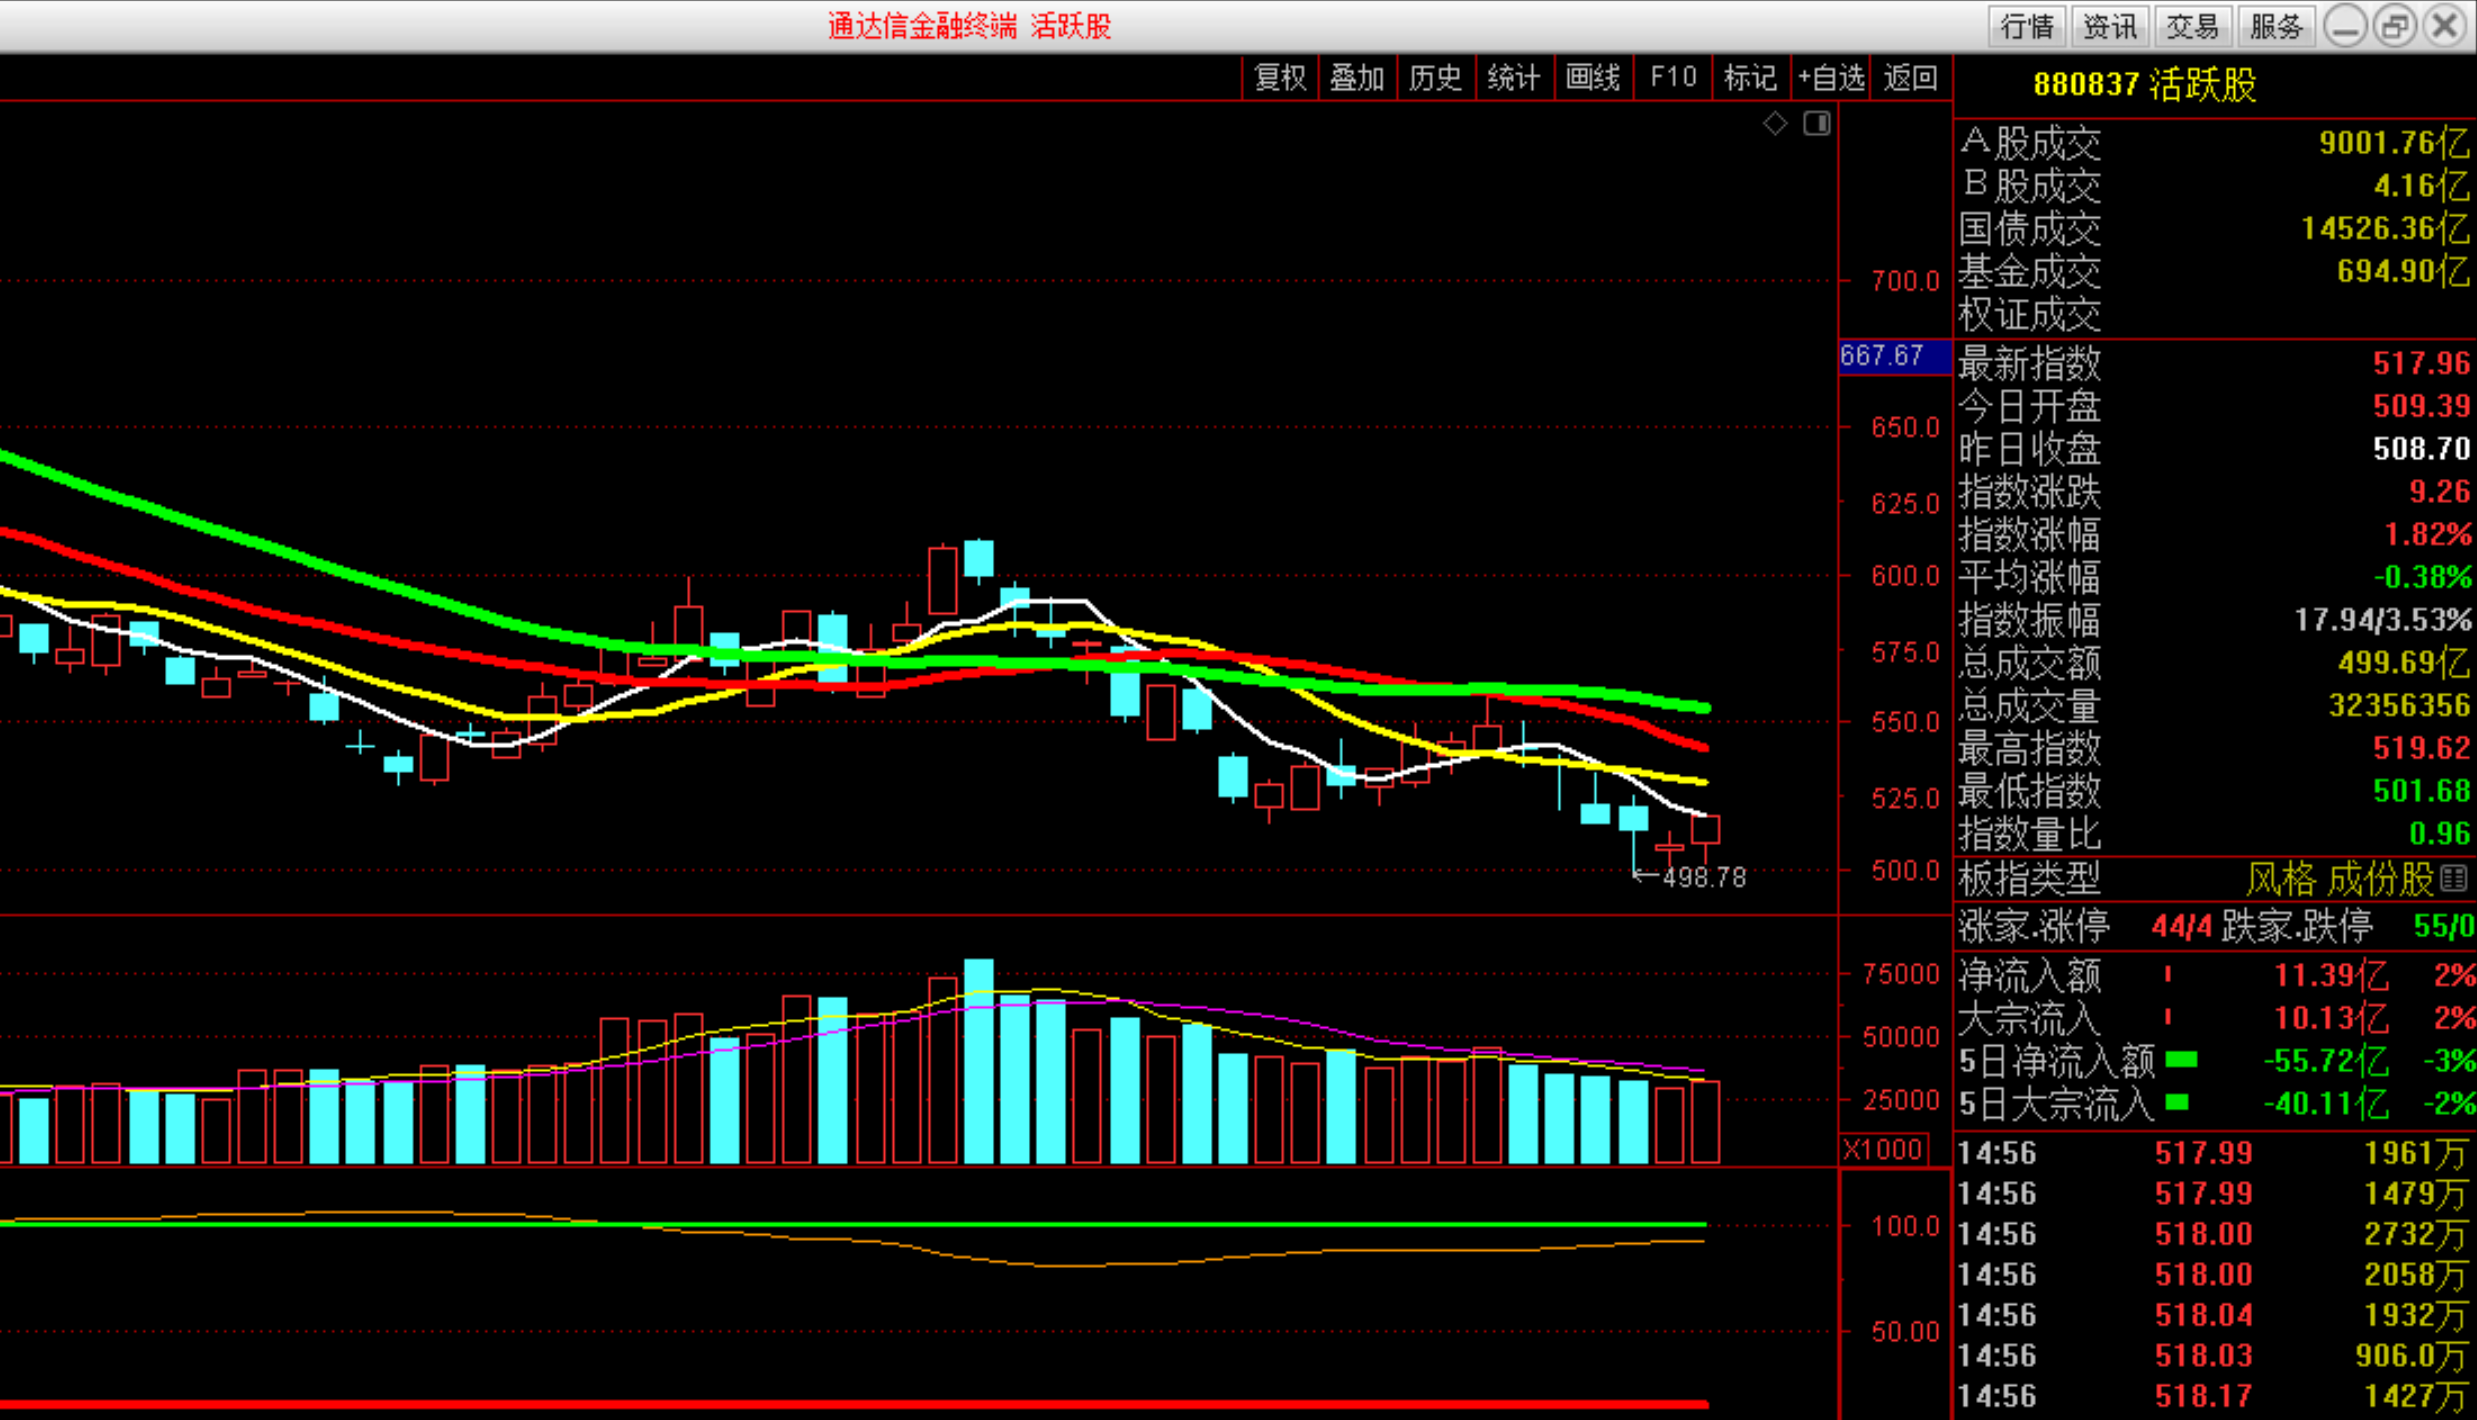 通达信金融终端 活跃股
行情 资讯 交易 服务
复权 叠加 历史 统计 画线 F10 标记 +自选 返回
880837 活跃股
A股成交 9001.76亿
B股成交 4.16亿
国债成交 14526.36亿
基金成交 694.90亿
权证成交
最新指数 517.96
今日开盘 509.39
昨日收盘 508.70
指数涨跌 9.26
指数涨幅 1.82%
平均涨幅 -0.38%
指数振幅 17.94/3.53%
总成交额 499.69亿
总成交量 32356356
最高指数 519.62
最低指数 501.68
指数量比 0.96
板指类型 风格 成份股
涨家.涨停 44/4 跌家.跌停 55/0
净流入额 11.39亿 2%
大宗流入 10.13亿 2%
5日净流入额 -55.72亿 -3%
5日大宗流入 -40.11亿 -2%
14:56 517.99 1961万
14:56 517.99 1479万
14:56 518.00 2732万
14:56 518.00 2058万
14:56 518.04 1932万
14:56 518.03 906.0万
14:56 518.17 1427万
700.0
667.67
650.0
625.0
600.0
575.0
550.0
525.0
500.0
←498.78
75000
50000
25000
X1000
100.0
50.00